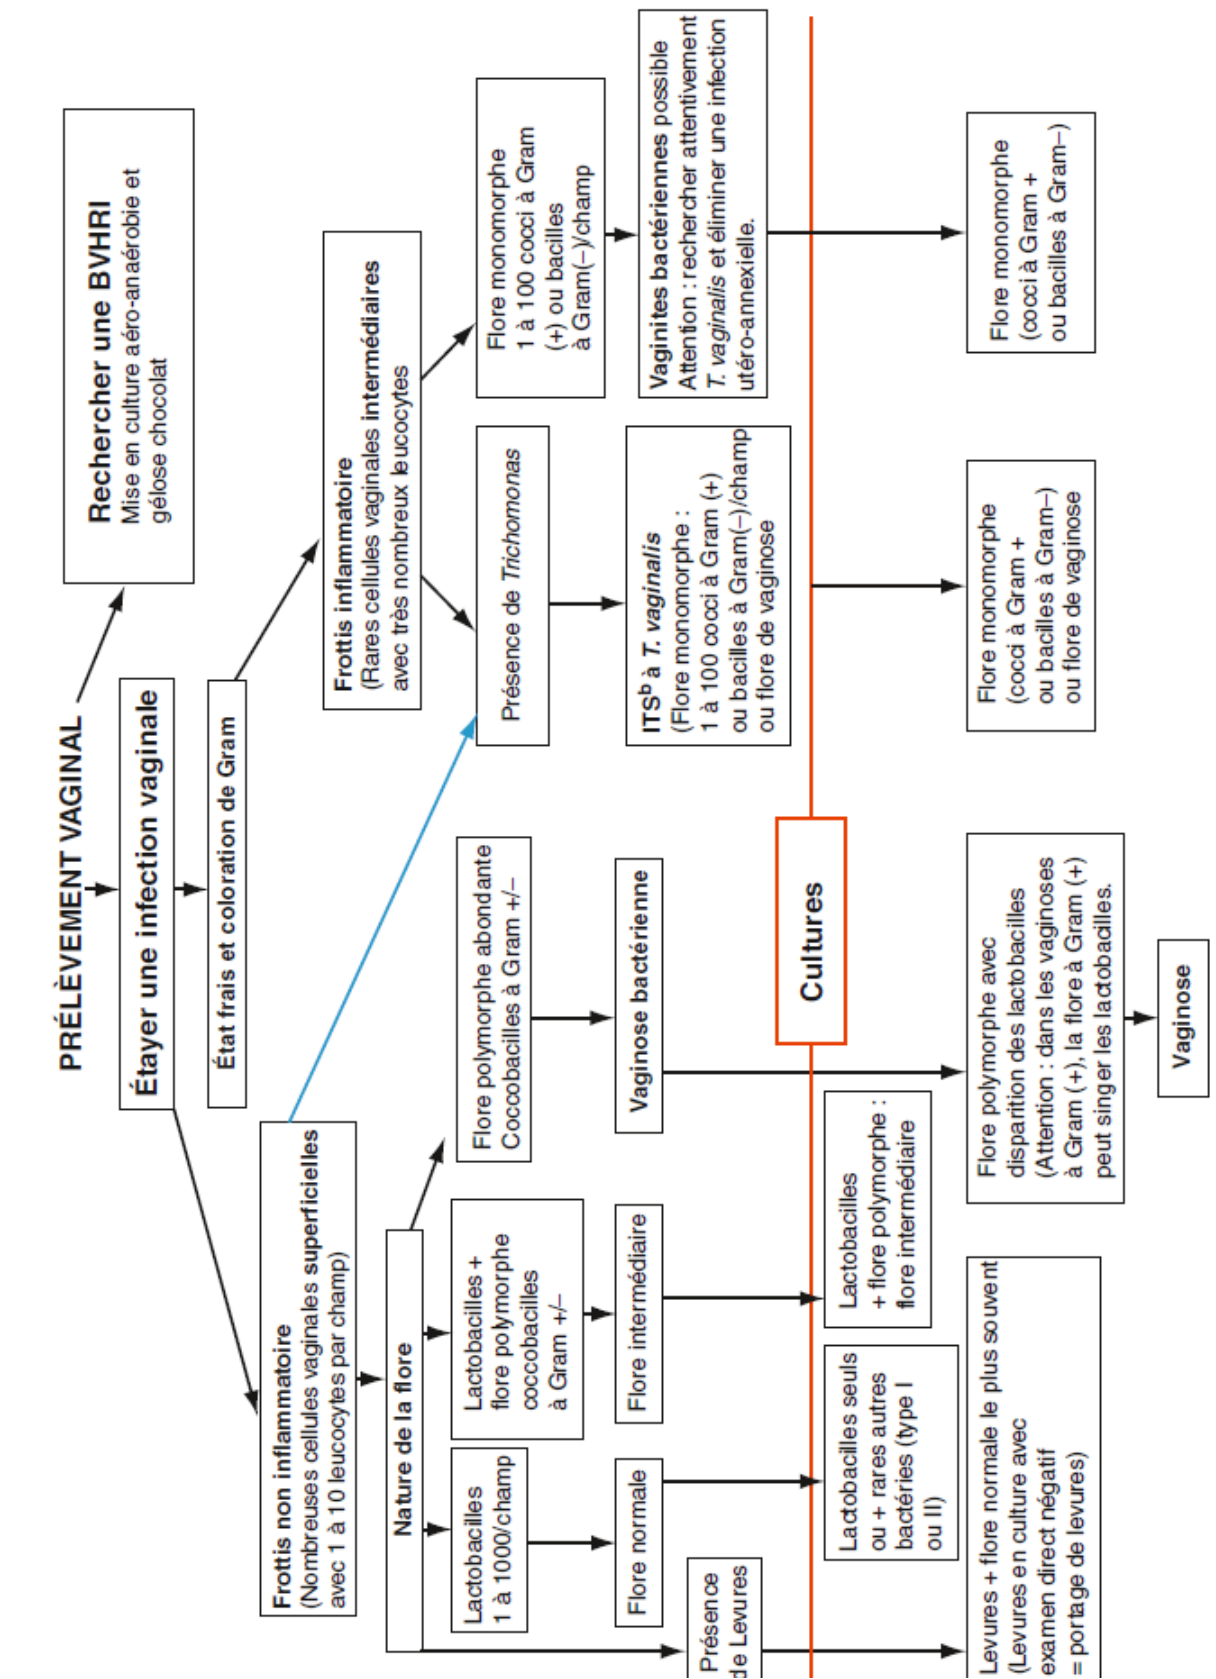 PRÉLÈVEMENT VAGINAL
Rechercher une BVHRI
Mise en culture aéro-anaérobie et
gélose chocolat
Étayer une infection vaginale
État frais et coloration de Gram
Frottis non inflammatoire
(Nombreuses cellules vaginales superficielles
avec 1 à 10 leucocytes par champ)
Frottis inflammatoire
(Rares cellules vaginales intermédiaires
avec très nombreux leucocytes
Nature de la flore
Lactobacilles
1 à 1000/champ
Lactobacilles +
flore polymorphe
coccobacilles
à Gram +/–
Flore polymorphe abondante
Coccobacilles à Gram +/–
Présence de Trichomonas
Flore monomorphe
1 à 100 cocci à Gram
(+) ou bacilles
à Gram(–)/champ
Présence
de Levures
Flore normale
Flore intermédiaire
Vaginose bactérienne
ITSb à T. vaginalis
(Flore monomorphe :
1 à 100 cocci à Gram (+)
ou bacilles à Gram(–)/champ
ou flore de vaginose
Vaginites bactériennes possible
Attention : rechercher attentivement
T. vaginalis et éliminer une infection
utéro-annexielle.
Cultures
Lactobacilles seuls
ou + rares autres
bactéries (type I
ou II)
Lactobacilles
+ flore polymorphe :
flore intermédiaire
Levures + flore normale le plus souvent
(Levures en culture avec
examen direct négatif
= portage de levures)
Flore polymorphe avec
disparition des lactobacilles
(Attention : dans les vaginoses
à Gram (+), la flore à Gram (+)
peut singer les lactobacilles.
Flore monomorphe
(cocci à Gram +
ou bacilles à Gram–)
ou flore de vaginose
Flore monomorphe
(cocci à Gram +
ou bacilles à Gram–)
Vaginose